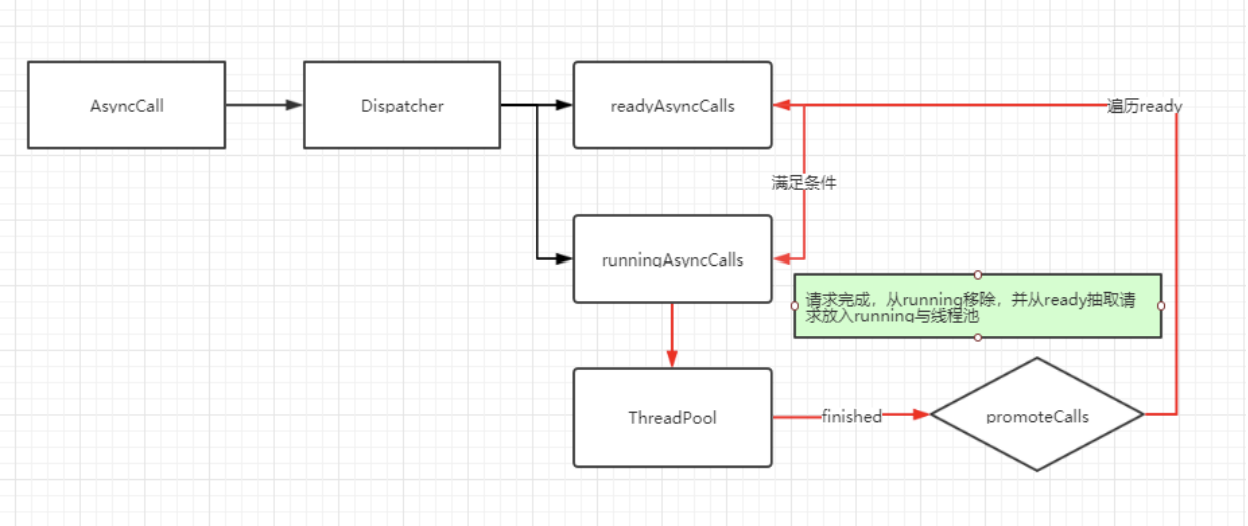 AsyncCall
Dispatcher
readyAsyncCalls
遍历ready
满足条件
runningAsyncCalls
请求完成，从running移除，并从ready抽取请
求放入running与线程池
ThreadPool
finished
promoteCalls